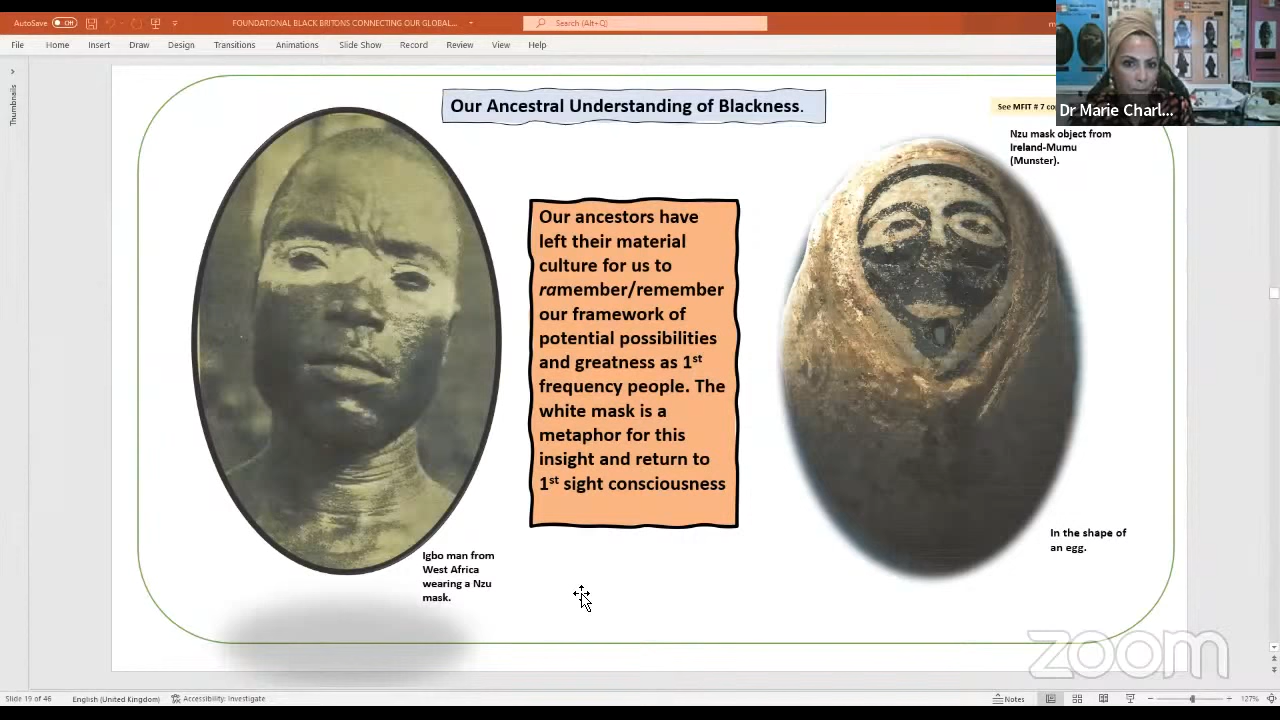 AutoSave
Off
FOUNDATIONAL BLACK BRITONS CONNECTING OUR GLOBAL...
Search (Alt+Q)
File Home Insert Draw Design Transitions Animations Slide Show Record Review View Help
Thumbnails
Our Ancestral Understanding of Blackness.
See MFIT # 7
Dr Marie Charl...
Nzu mask object from
Ireland-Mumu
(Munster).
Our ancestors have
left their material
culture for us to
ramember/remember
our framework of
potential possibilities
and greatness as 1st
frequency people. The
white mask is a
metaphor for this
insight and return to
1st sight consciousness
In the shape of
an egg.
Igbo man from
West Africa
wearing a Nzu
mask.
zoom
Slide 19 of 46 English (United Kingdom) Accessibility: Investigate Notes 127%